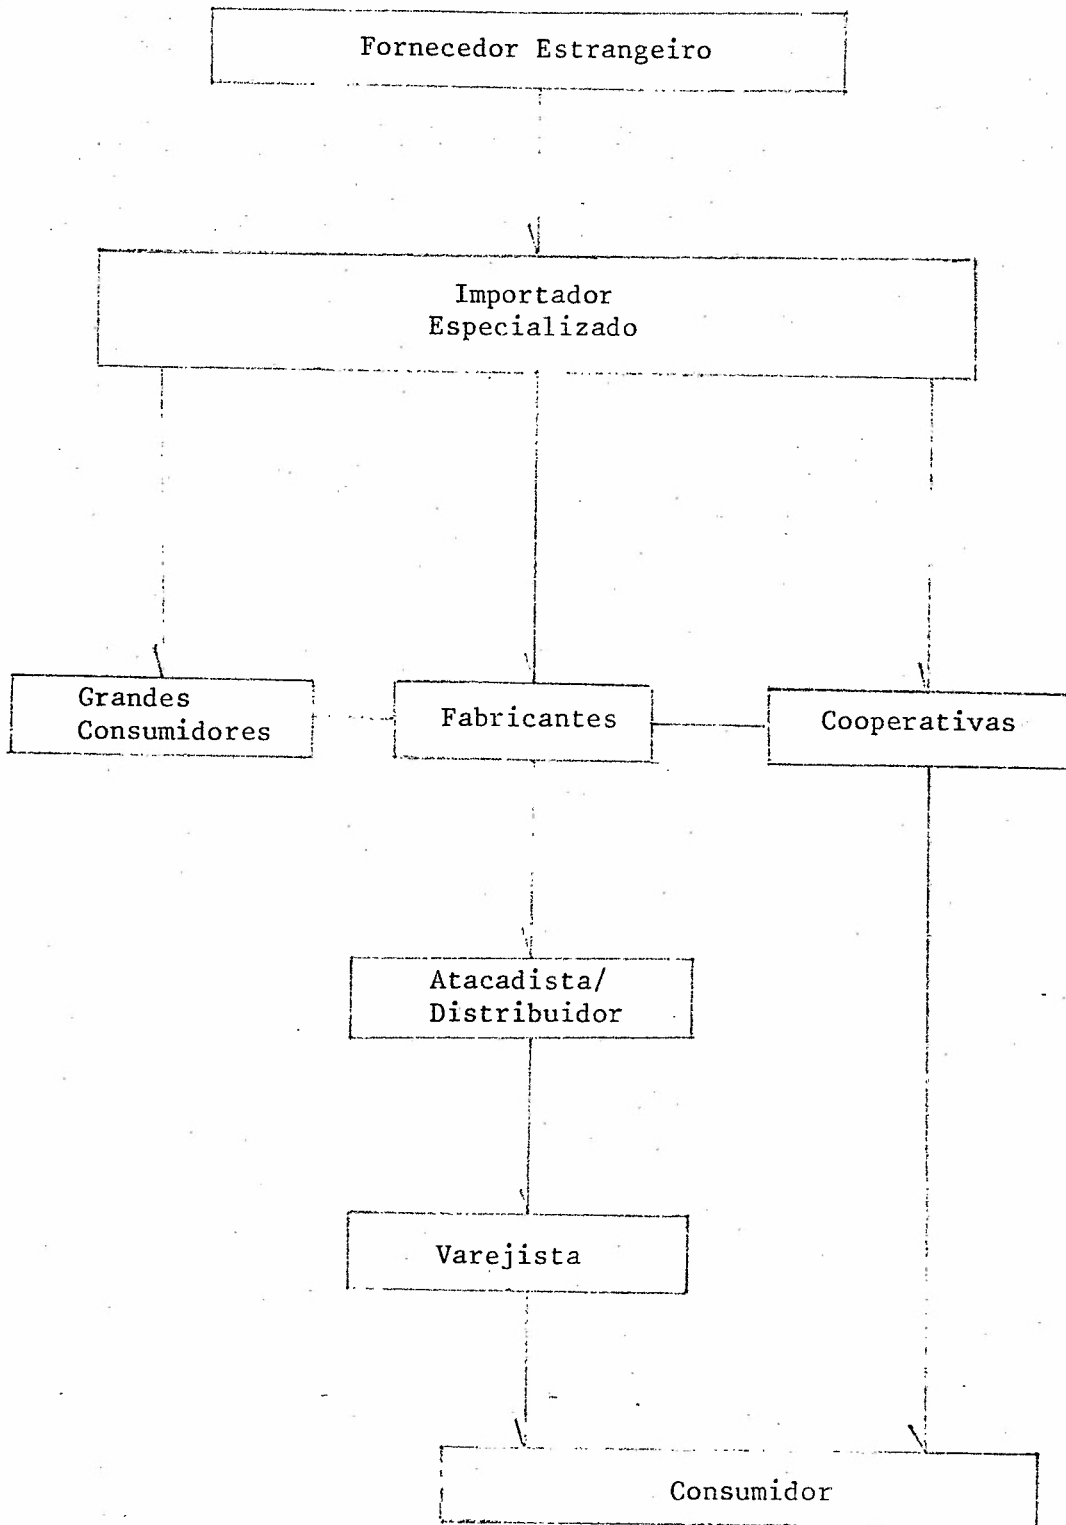 Fornecedor Estrangeiro
Importador
Especializado
Grandes
Consumidores
Fabricantes
Cooperativas
Atacadista/
Distribuidor
Varejista
Consumidor